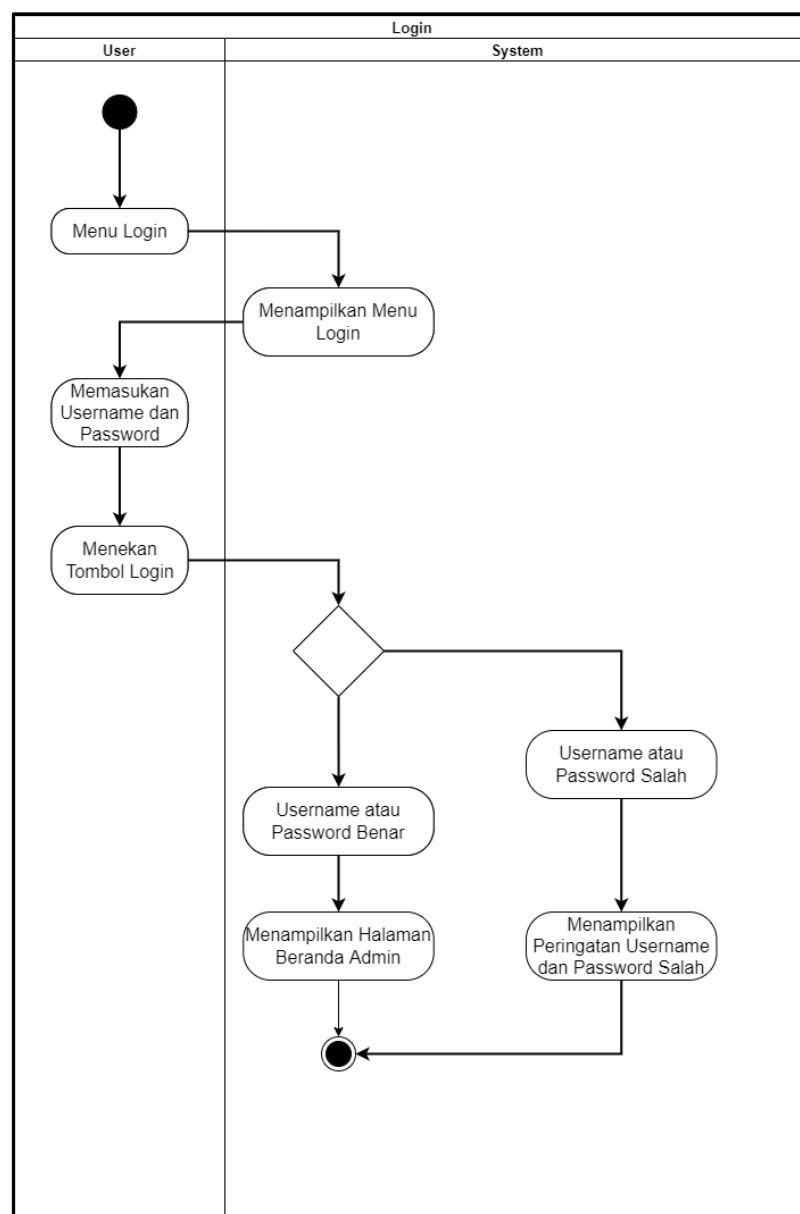 Login
User
System
Menu Login
Menampilkan Menu
Login
Memasukan
Username dan
Password
Menekan
Tombol Login
Username atau
Password Salah
Username atau
Password Benar
Menampilkan Halaman
Beranda Admin
Menampilkan
Peringatan Username
dan Password Salah